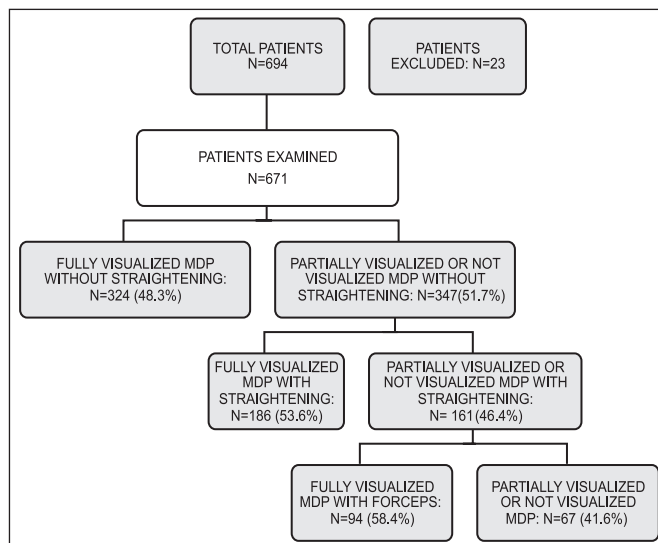 TOTAL PATIENTS
N=694
PATIENTS
EXCLUDED: N=23
PATIENTS EXAMINED
N=671
FULLY VISUALIZED MDP
WITHOUT STRAIGHTENING:
N=324 (48.3%)
PARTIALLY VISUALIZED OR NOT
VISUALIZED MDP WITHOUT
STRAIGHTENING: N=347(51.7%)
FULLY VISUALIZED
MDP WITH
STRAIGHTENING:
N=186 (53.6%)
PARTIALLY VISUALIZED OR
NOT VISUALIZED MDP WITH
STRAIGHTENING:
N= 161(46.4%)
FULLY VISUALIZED
MDP WITH FORCEPS:
N=94 (58.4%)
PARTIALLY VISUALIZED
OR NOT VISUALIZED
MDP: N=67 (41.6%)